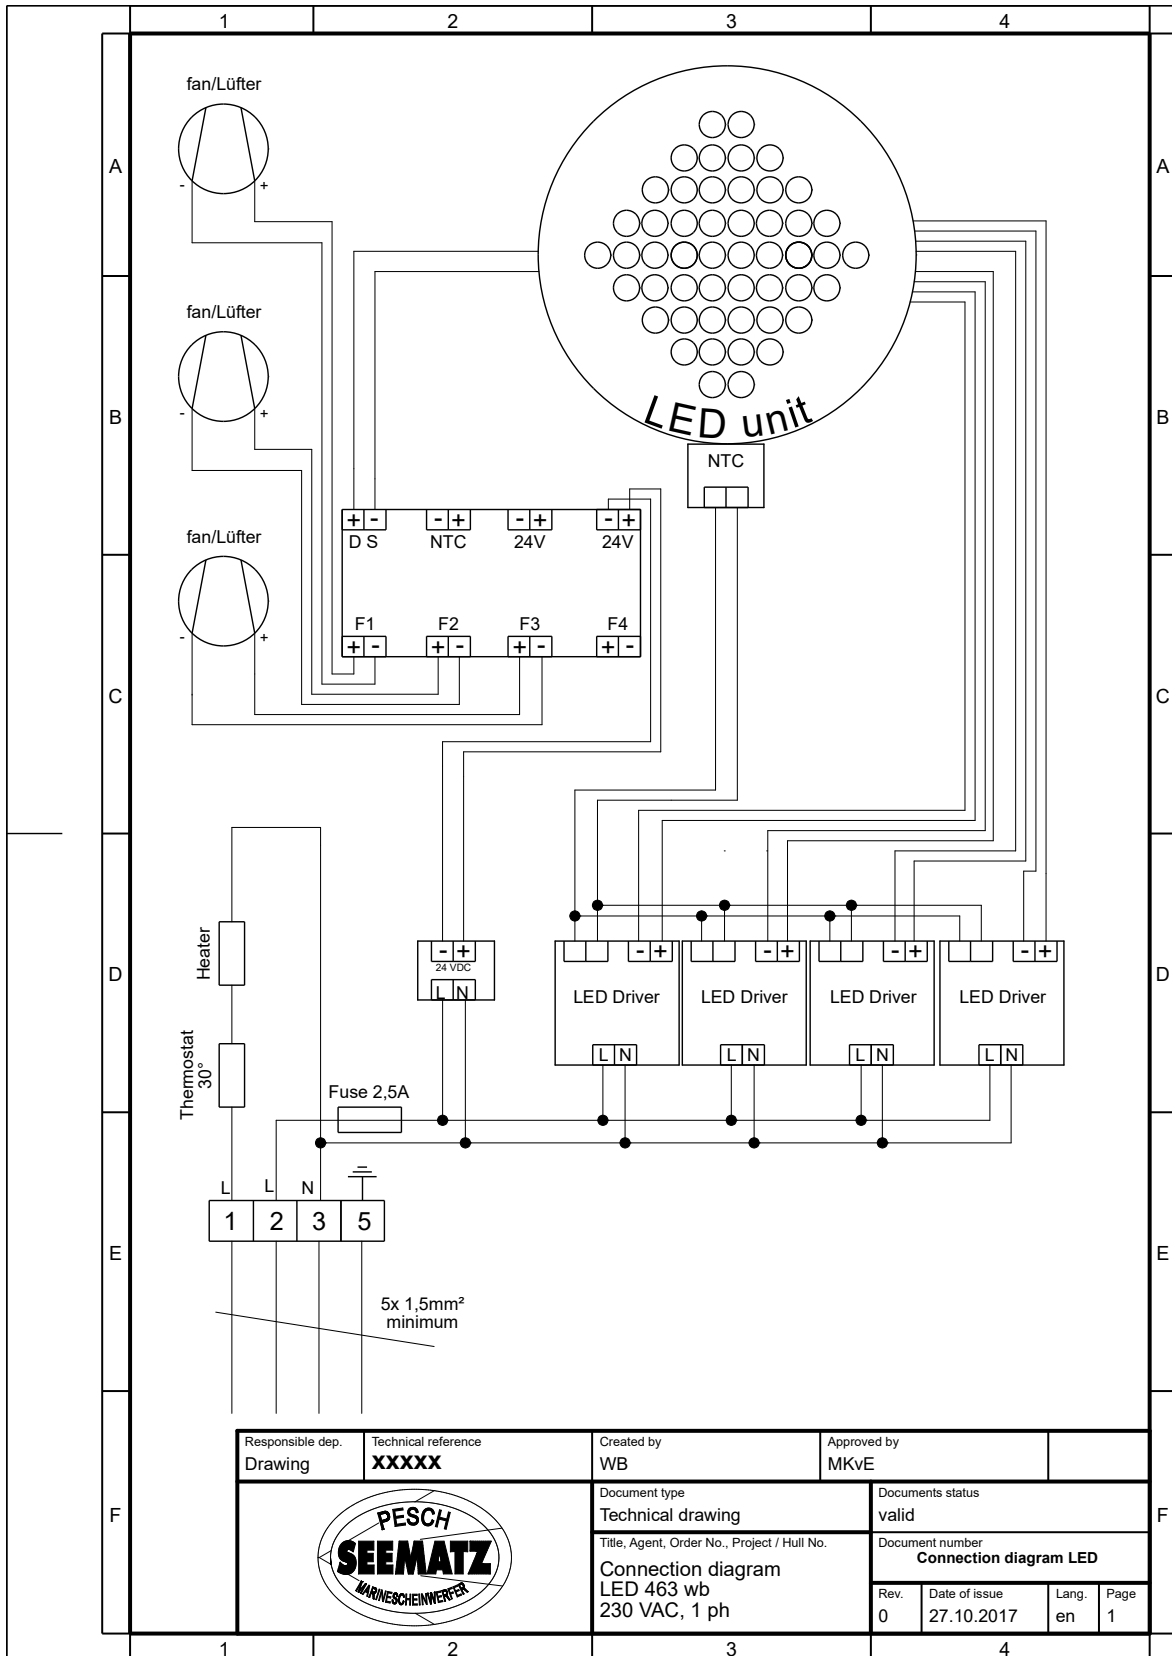 1 2 3 4
A A
B B
C C
D D
E E
F F
fan/Lüfter
- +
fan/Lüfter
- +
fan/Lüfter
- +
LED unit
NTC
+ - - + - + - +
D S NTC 24V 24V
F1 F2 F3 F4
+ - + - + - + -
Heater
Thermostat
30°
- +
24 VDC
L N
- + - + - + - +
LED Driver LED Driver LED Driver LED Driver
L N L N L N L N
Fuse 2,5A
L L N
1 2 3 5
5x 1,5mm²
minimum
Responsible dep.
Drawing
Technical reference
XXXXX
Created by
WB
Approved by
MKvE
PESCH
SEEMATZ
MARINESCHEINWERFER
Document type
Technical drawing
Documents status
valid
Title, Agent, Order No., Project / Hull No.
Connection diagram
LED 463 wb
230 VAC, 1 ph
Document number
Connection diagram LED
Rev.
0
Date of issue
27.10.2017
Lang.
en
Page
1
1 2 3 4